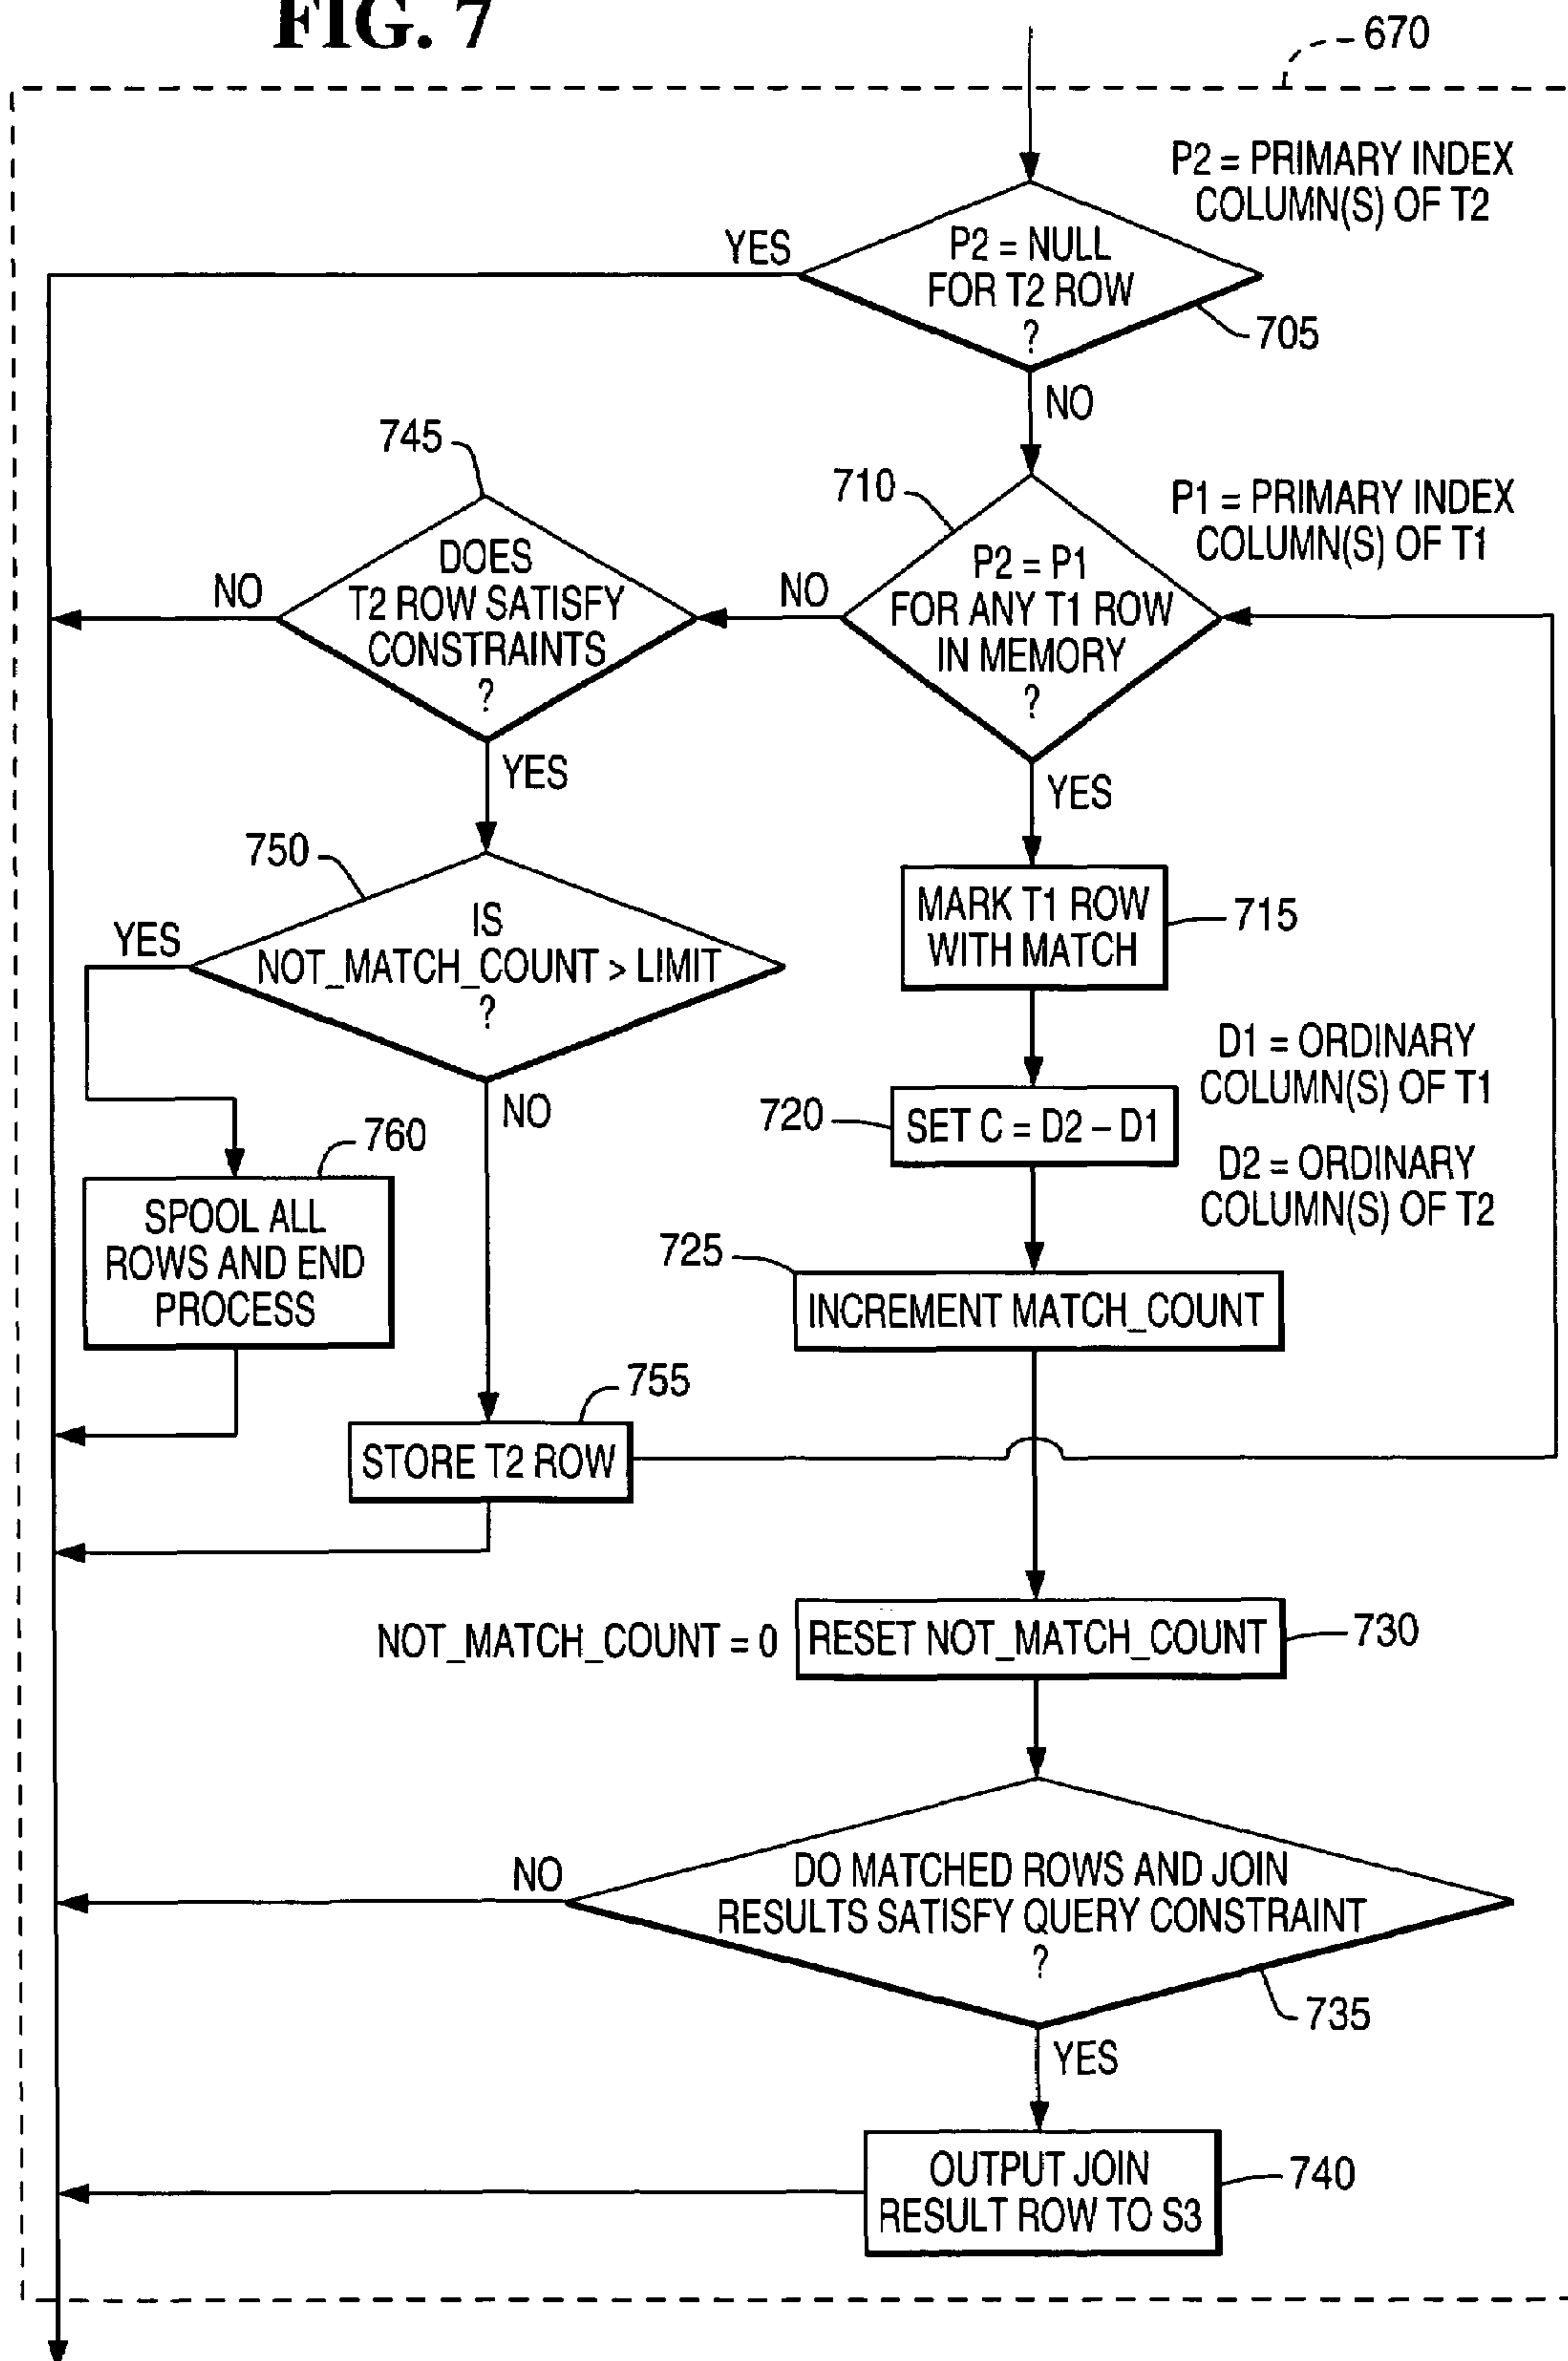 FIG. 7
670
P2 = PRIMARY INDEX
COLUMN(S) OF T2
YES
P2 = NULL
FOR T2 ROW
?
705
NO
745
710
P1 = PRIMARY INDEX
COLUMN(S) OF T1
DOES
T2 ROW SATISFY
CONSTRAINTS
?
NO
NO
P2 = P1
FOR ANY T1 ROW
IN MEMORY
?
YES
YES
750
IS
NOT_MATCH_COUNT > LIMIT
?
YES
MARK T1 ROW
WITH MATCH
715
NO
D1 = ORDINARY
COLUMN(S) OF T1
720
SET C = D2 – D1
760
D2 = ORDINARY
COLUMN(S) OF T2
SPOOL ALL
ROWS AND END
PROCESS
725
INCREMENT MATCH_COUNT
755
STORE T2 ROW
NOT_MATCH_COUNT = 0
RESET NOT_MATCH_COUNT
730
NO
DO MATCHED ROWS AND JOIN
RESULTS SATISFY QUERY CONSTRAINT
?
735
YES
OUTPUT JOIN
RESULT ROW TO S3
740